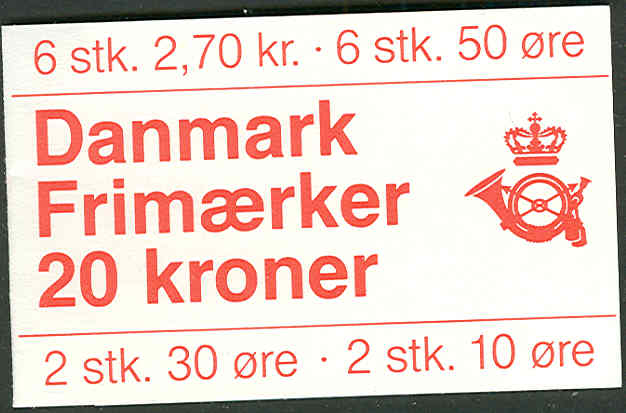 6 stk. 2,70 kr. · 6 stk. 50 øre
Danmark
Frimærker
20 kroner
2 stk. 30 øre · 2 stk. 10 øre